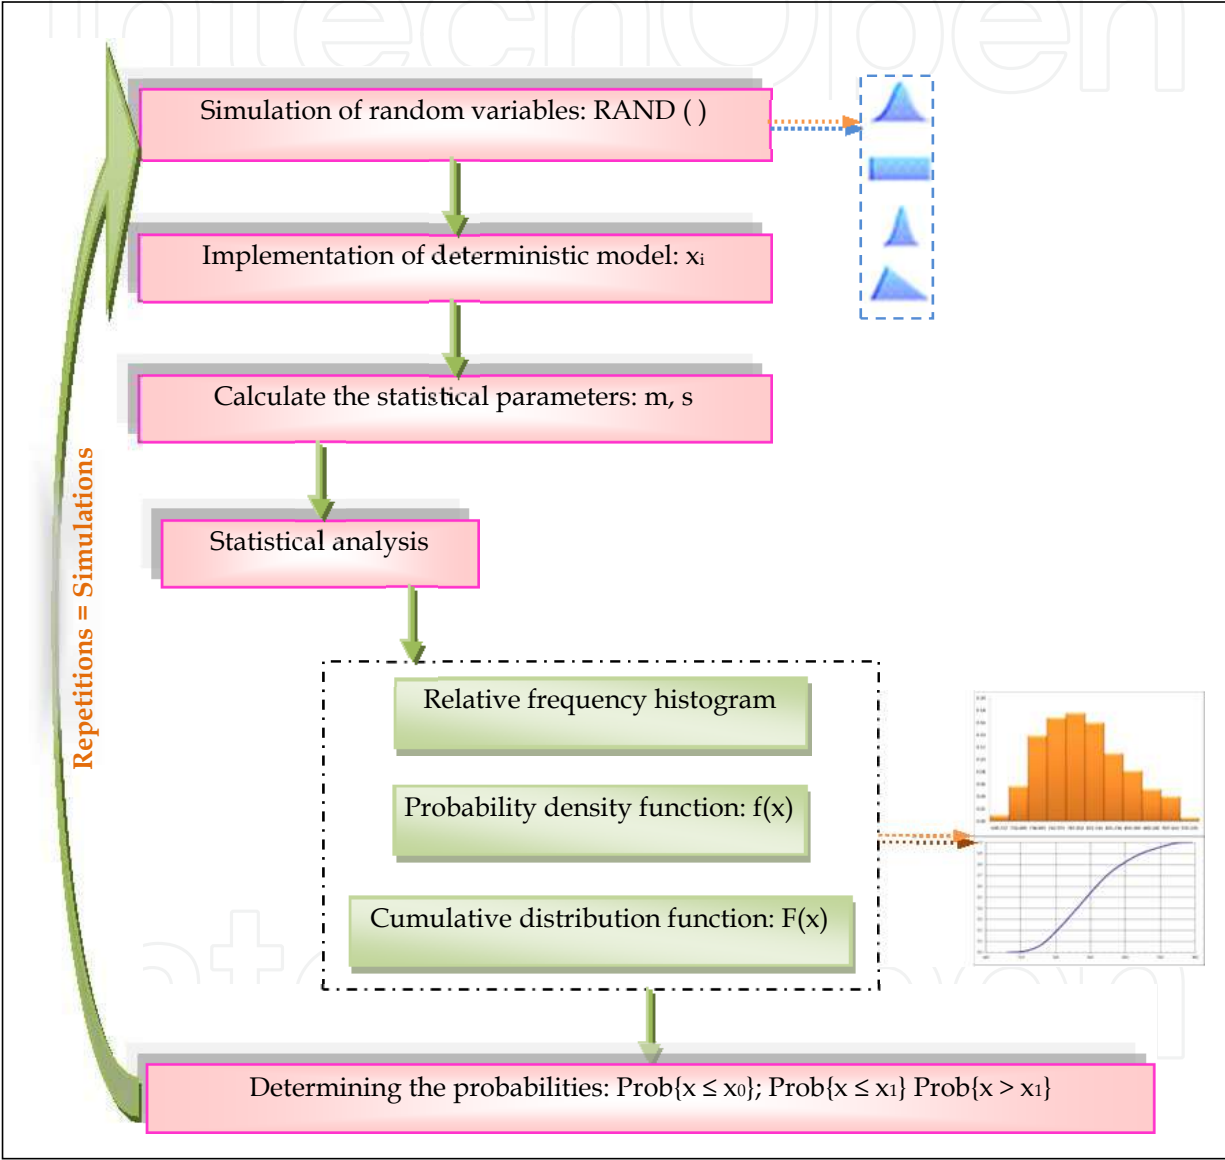 Simulation of random variables: RAND ( )
Implementation of deterministic model: xᵢ
Calculate the statistical parameters: m, s
Statistical analysis
Repetitions = Simulations
Relative frequency histogram
Probability density function: f(x)
Cumulative distribution function: F(x)
Determining the probabilities: Prob{x ≤ x₀}; Prob{x ≤ x₁} Prob{x > x₁}